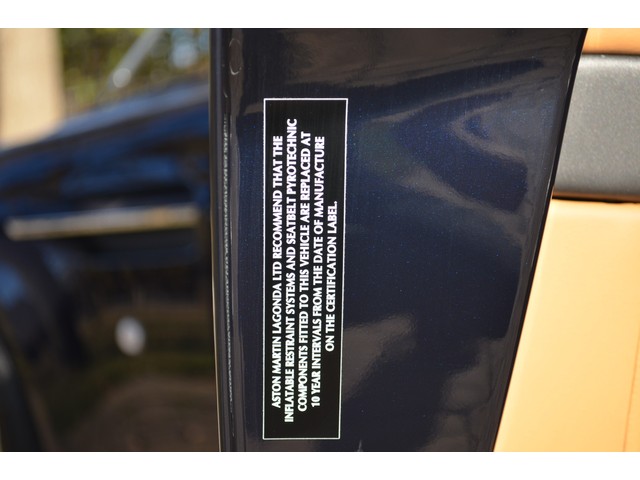 ASTON MARTIN LAGONDA LTD RECOMMEND THAT THE
INFLATABLE RESTRAINT SYSTEMS AND SEATBELT PYROTECHNIC
COMPONENTS FITTED TO THIS VEHICLE ARE REPLACED AT
10 YEAR INTERVALS FROM THE DATE OF MANUFACTURE
ON THE CERTIFICATION LABEL.